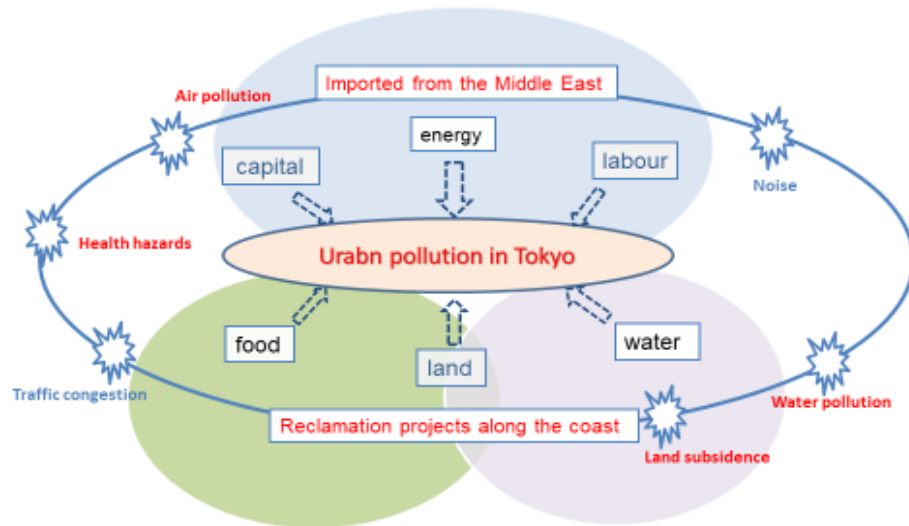 Imported from the Middle East
Air pollution
energy
capital
labour
Noise
Health hazards
Urabn pollution in Tokyo
food
water
land
Traffic congestion
Water pollution
Reclamation projects along the coast
Land subsidence